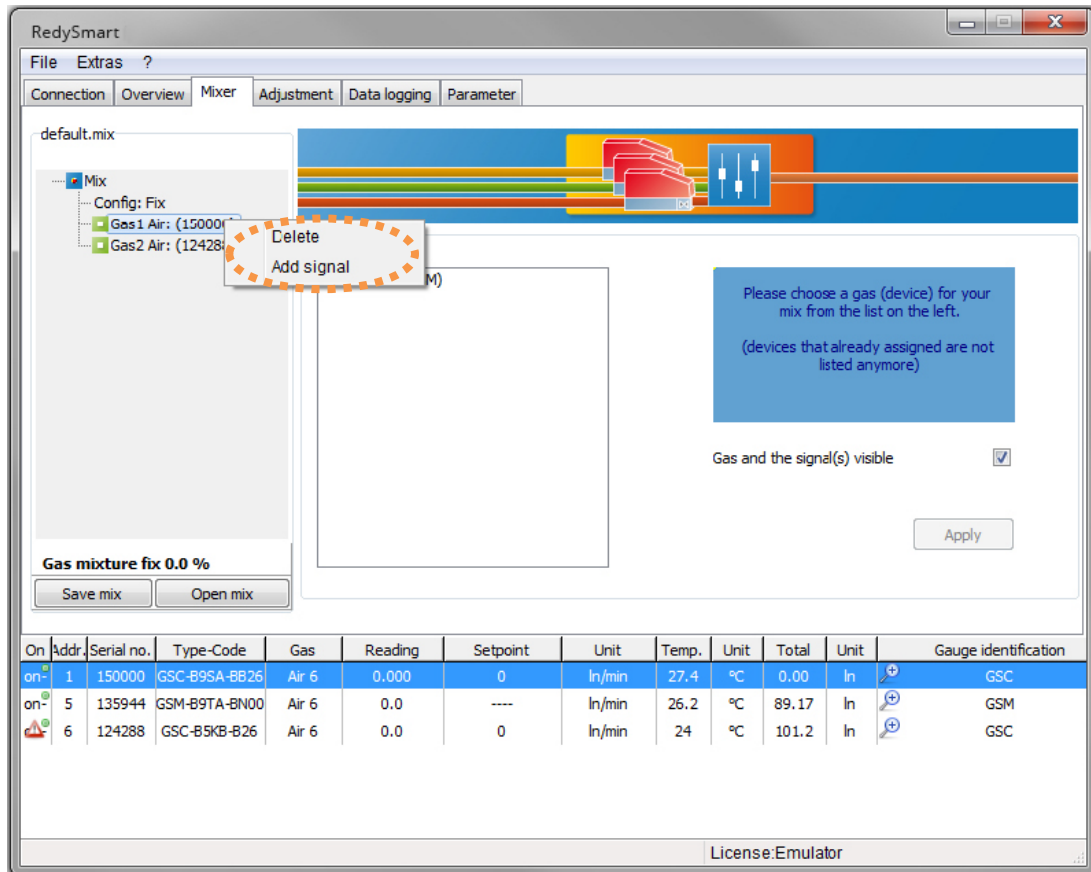 RedySmart
File Extras ?
Connection Overview Mixer Adjustment Data logging Parameter
default.mix
Mix
Config: Fix
Gas1 Air: (15000
Gas2 Air: (12428
Delete
Add signal
M)
Please choose a gas (device) for your
mix from the list on the left.
(devices that already assigned are not
listed anymore)
Gas and the signal(s) visible
Apply
Gas mixture fix 0.0 %
Save mix Open mix
On Addr. Serial no. Type-Code Gas Reading Setpoint Unit Temp. Unit Total Unit Gauge identification
on 1 150000 GSC-B9SA-BB26 Air 6 0.000 0 ln/min 27.4 °C 0.00 ln GSC
on 5 135944 GSM-B9TA-BN00 Air 6 0.0 ---- ln/min 26.2 °C 89.17 ln GSM
6 124288 GSC-B5KB-B26 Air 6 0.0 0 ln/min 24 °C 101.2 ln GSC
License:Emulator